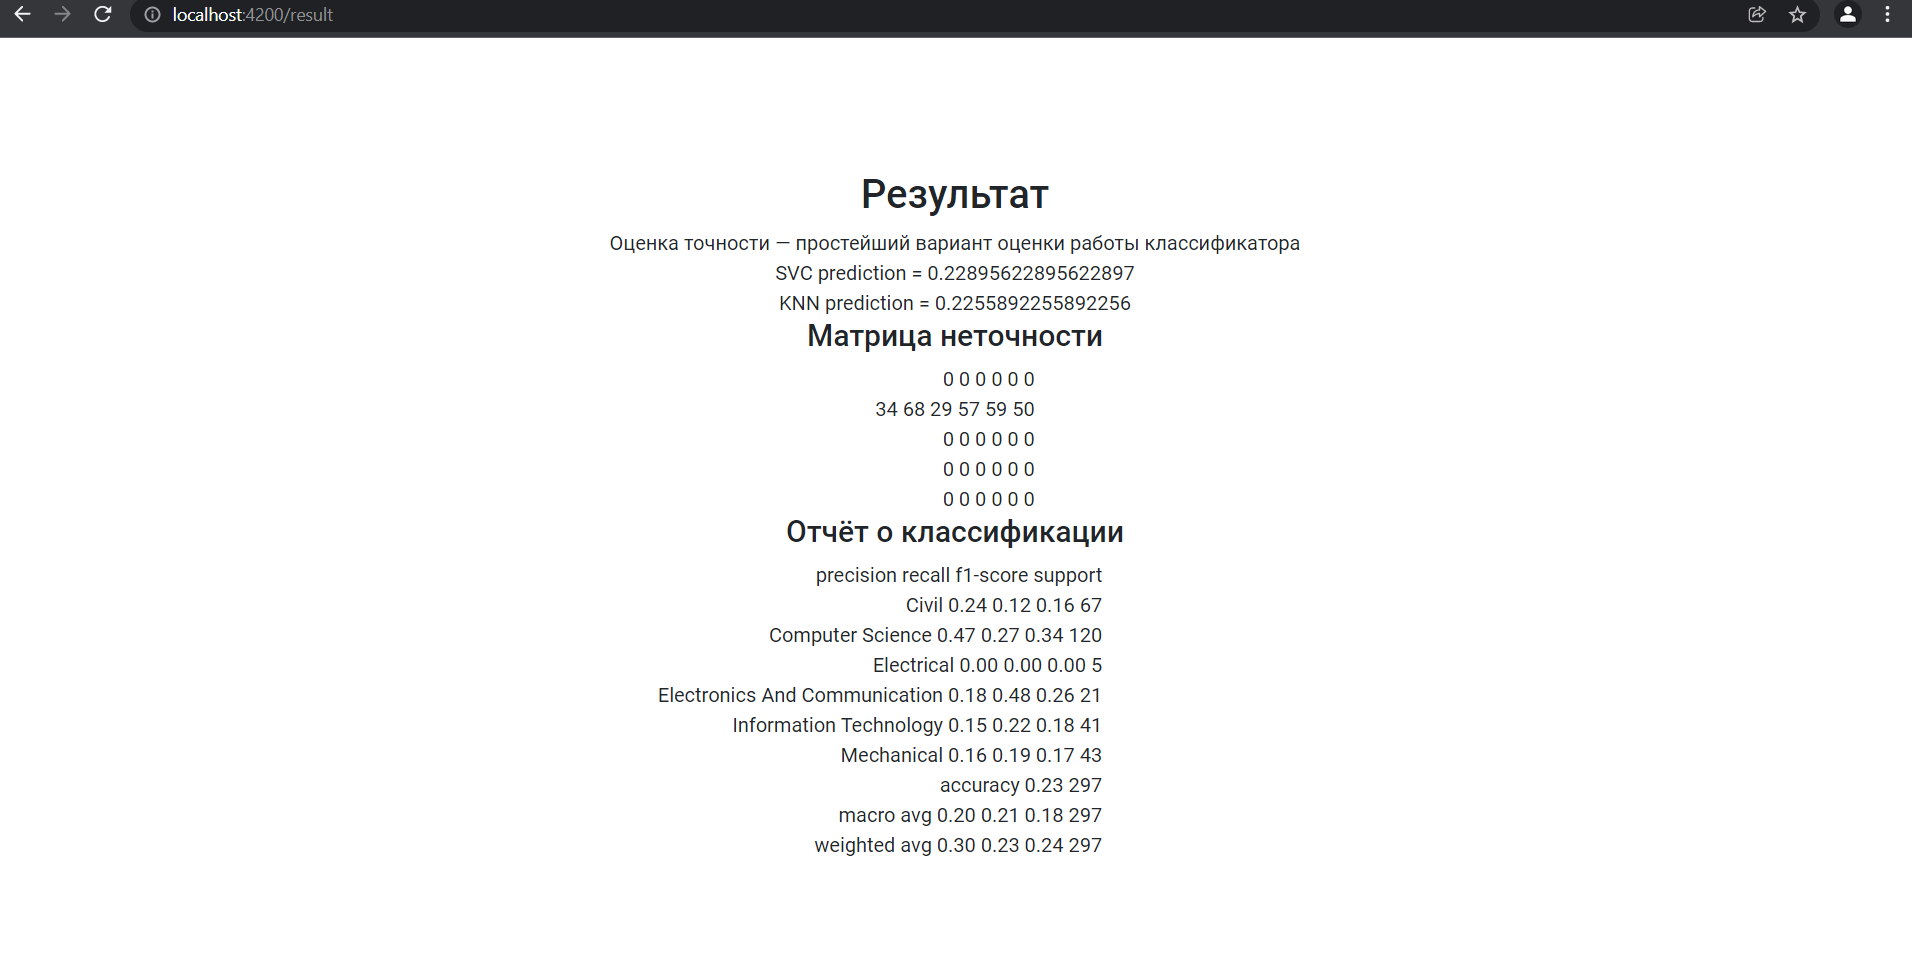 localhost:4200/result
Результат
Оценка точности — простейший вариант оценки работы классификатора
SVC prediction = 0.22895622895622897
KNN prediction = 0.2255892255892256
Матрица неточности
0 0 0 0 0 0
34 68 29 57 59 50
0 0 0 0 0 0
0 0 0 0 0 0
0 0 0 0 0 0
Отчёт о классификации
precision recall f1-score support
Civil 0.24 0.12 0.16 67
Computer Science 0.47 0.27 0.34 120
Electrical 0.00 0.00 0.00 5
Electronics And Communication 0.18 0.48 0.26 21
Information Technology 0.15 0.22 0.18 41
Mechanical 0.16 0.19 0.17 43
accuracy 0.23 297
macro avg 0.20 0.21 0.18 297
weighted avg 0.30 0.23 0.24 297